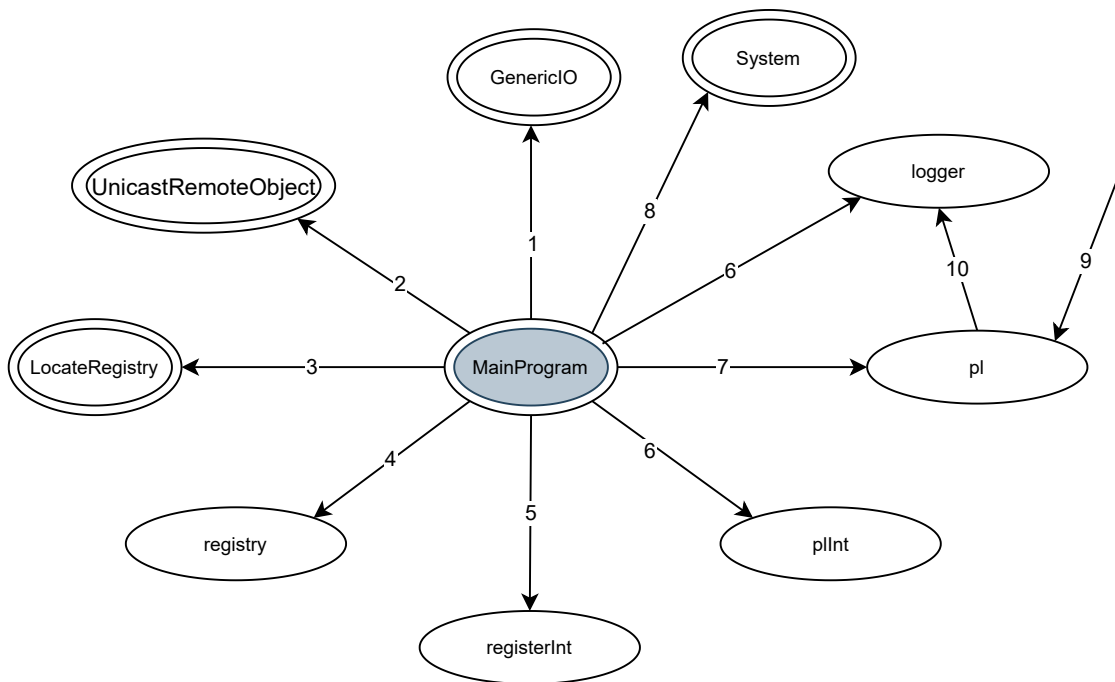 GenericIO
System
UnicastRemoteObject
logger
8
1
6
9
10
2
LocateRegistry
3
MainProgram
7
pl
4
6
5
registry
plInt
registerInt